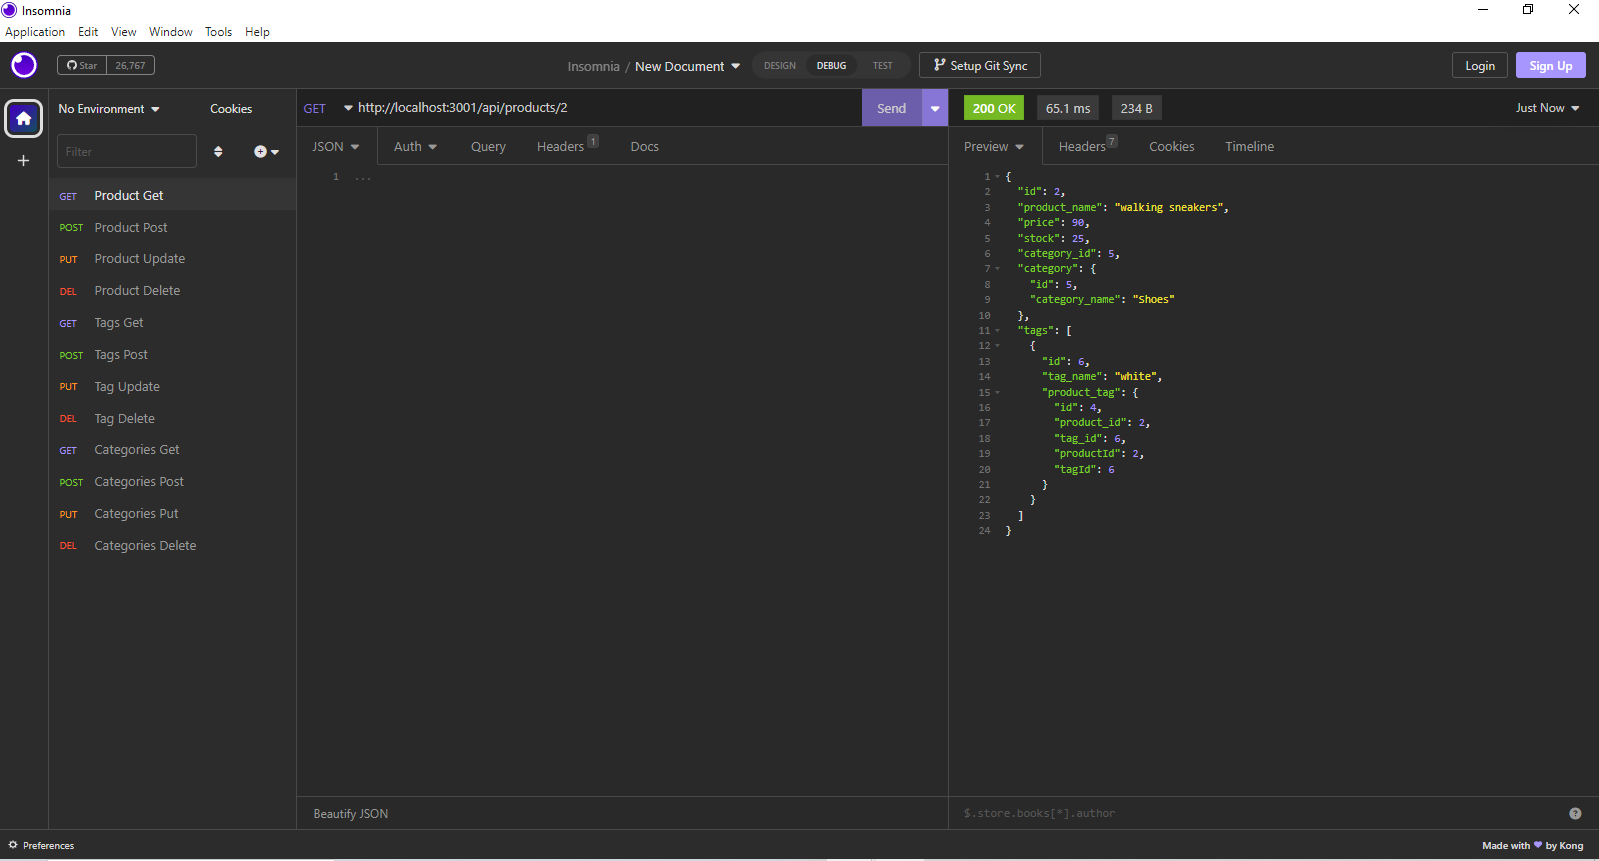 Insomnia
Application Edit View Window Tools Help
Star 26,767
Insomnia / New Document
DESIGN DEBUG TEST
Setup Git Sync
Login Sign Up
No Environment Cookies
Filter
GET Product Get
POST Product Post
PUT Product Update
DEL Product Delete
GET Tags Get
POST Tags Post
PUT Tag Update
DEL Tag Delete
GET Categories Get
POST Categories Post
PUT Categories Put
DEL Categories Delete
GET http://localhost:3001/api/products/2 Send
JSON Auth Query Headers 1 Docs
1 ...
Beautify JSON
200 OK 65.1 ms 234 B Just Now
Preview Headers 7 Cookies Timeline
1 {
2 "id": 2,
3 "product_name": "walking sneakers",
4 "price": 90,
5 "stock": 25,
6 "category_id": 5,
7 "category": {
8 "id": 5,
9 "category_name": "Shoes"
10 },
11 "tags": [
12 {
13 "id": 6,
14 "tag_name": "white",
15 "product_tag": {
16 "id": 4,
17 "product_id": 2,
18 "tag_id": 6,
19 "productId": 2,
20 "tagId": 6
21 }
22 }
23 ]
24 }
$.store.books[*].author ?
Preferences
Made with ♥ by Kong